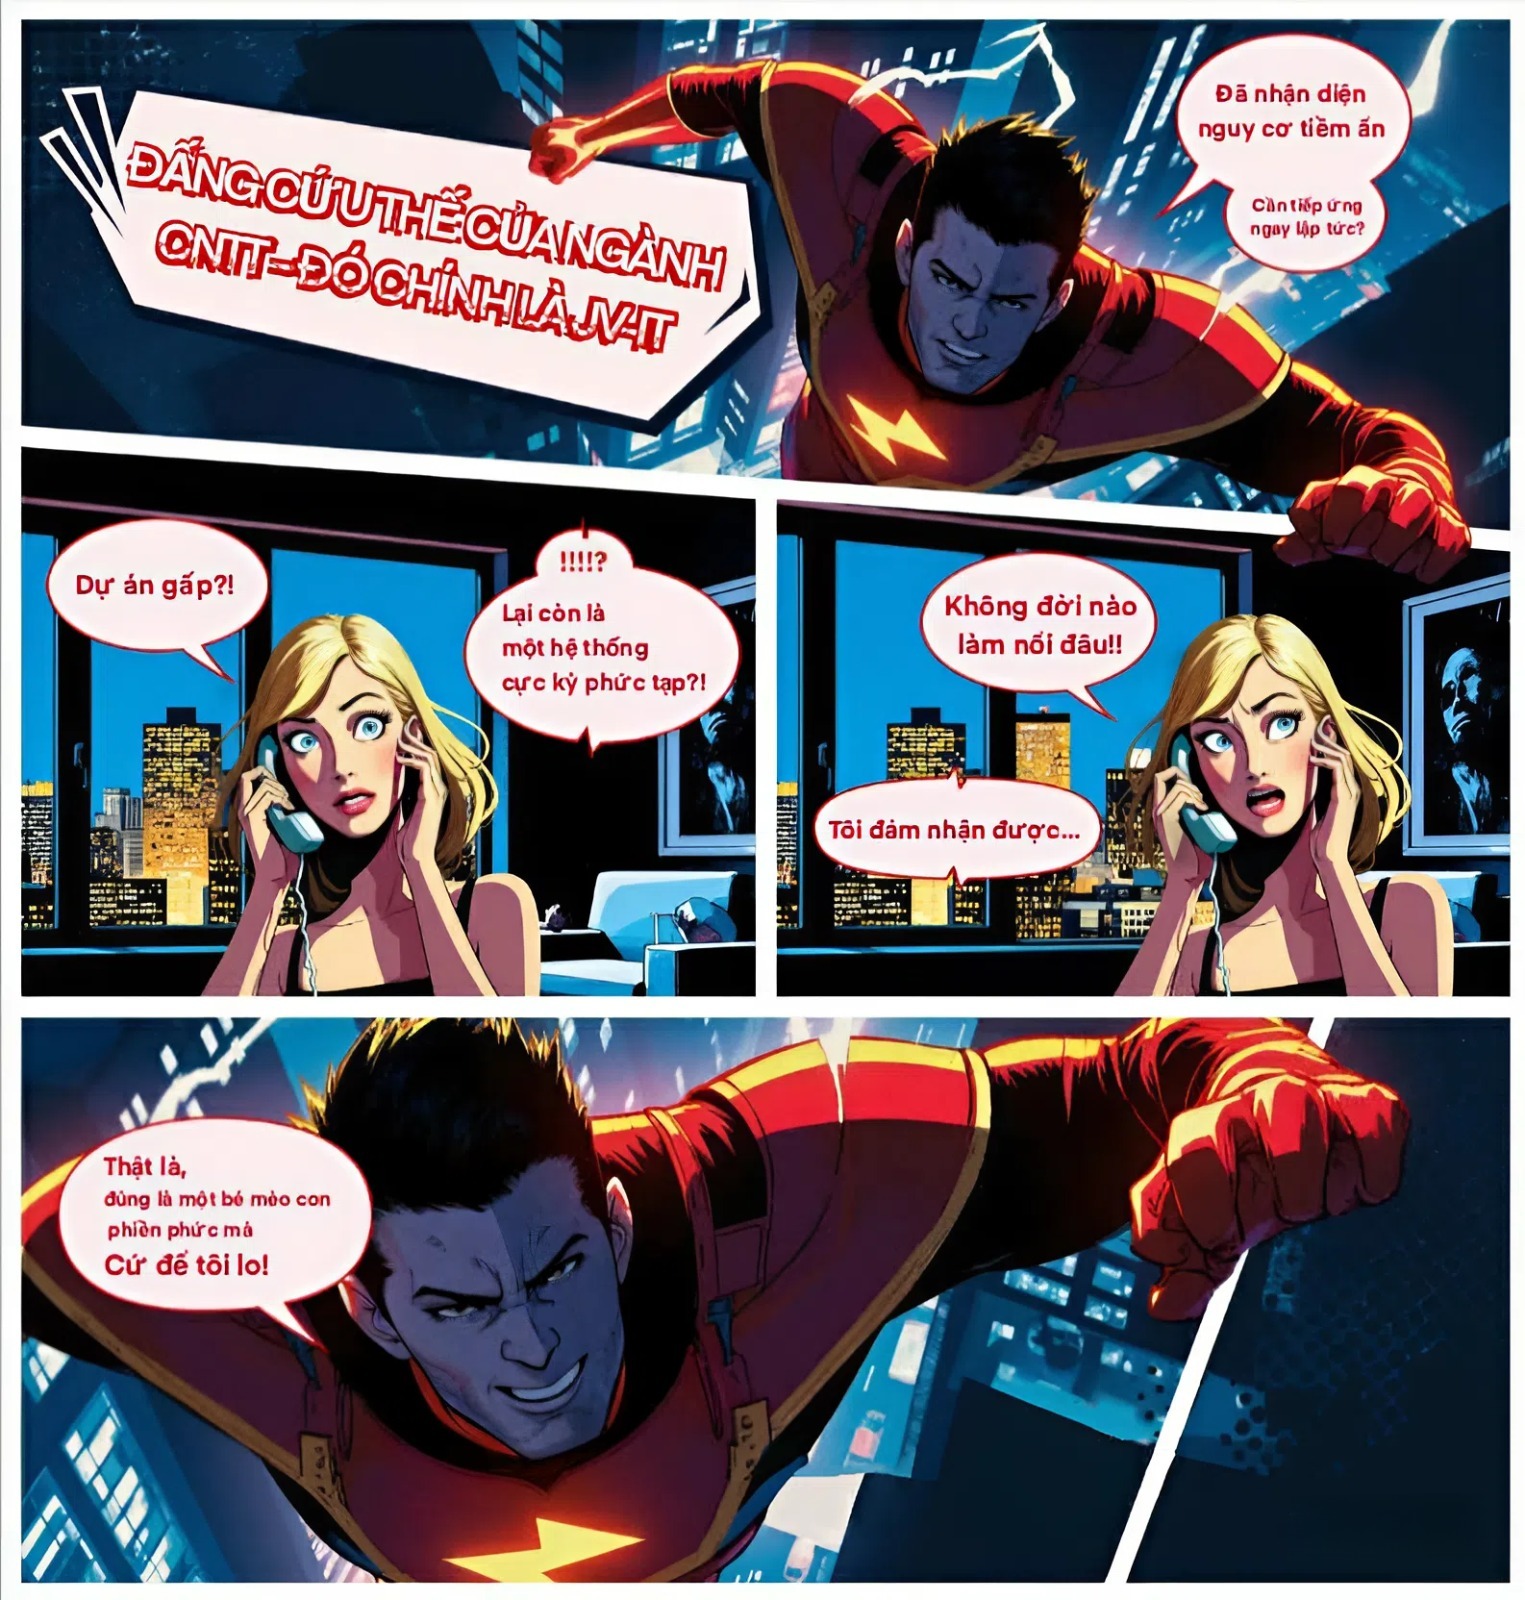 ĐẤNG CỨU THẾ CỦA NGÀNH
CNTT - ĐÓ CHÍNH LÀ JV-IT
Đã nhận diện
nguy cơ tiềm ẩn
Cần tiếp ứng
ngay lập tức?
Dự án gấp?!
!!!!?
Lại còn là
một hệ thống
cực kỳ phức tạp?!
Không đời nào
làm nổi đâu!!
Tôi đảm nhận được...
Thật là,
đúng là một bé mèo con
phiền phức mà
Cứ để tôi lo!